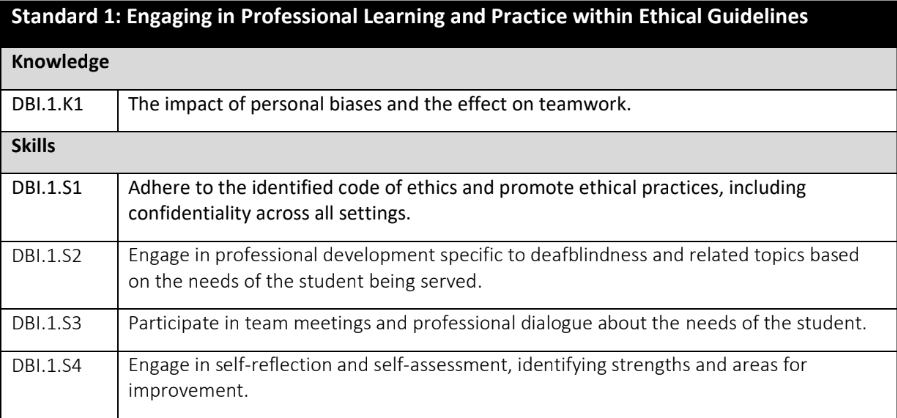 Standard 1: Engaging in Professional Learning and Practice within Ethical Guidelines
Knowledge
DBI.1.K1 The impact of personal biases and the effect on teamwork.
Skills
DBI.1.S1 Adhere to the identified code of ethics and promote ethical practices, including
confidentiality across all settings.
DBI.1.S2 Engage in professional development specific to deafblindness and related topics based
on the needs of the student being served.
DBI.1.S3 Participate in team meetings and professional dialogue about the needs of the student.
DBI.1.S4 Engage in self-reflection and self-assessment, identifying strengths and areas for
improvement.